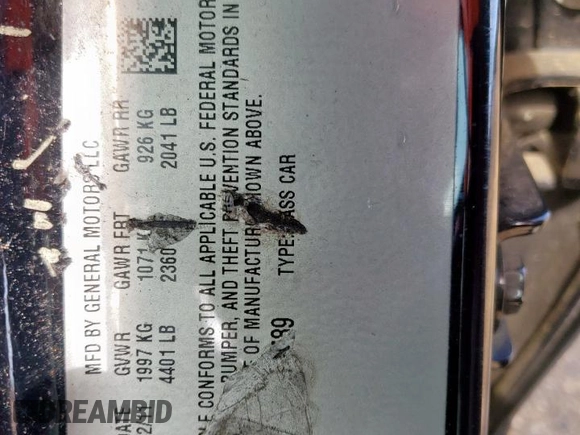 MFD BY GENERAL MOTORS LLC
GVWR GAWR FRT GAWR RR
1997 KG 1071 KG 926 KG
4401 LB 2360 2041 LB
CONFORMS TO ALL APPLICABLE U.S. FEDERAL MOTOR
BUMPER, AND THEFT PREVENTION STANDARDS IN
OF MANUFACTURE SHOWN ABOVE.
TYPE: PASS CAR
DREAMBID